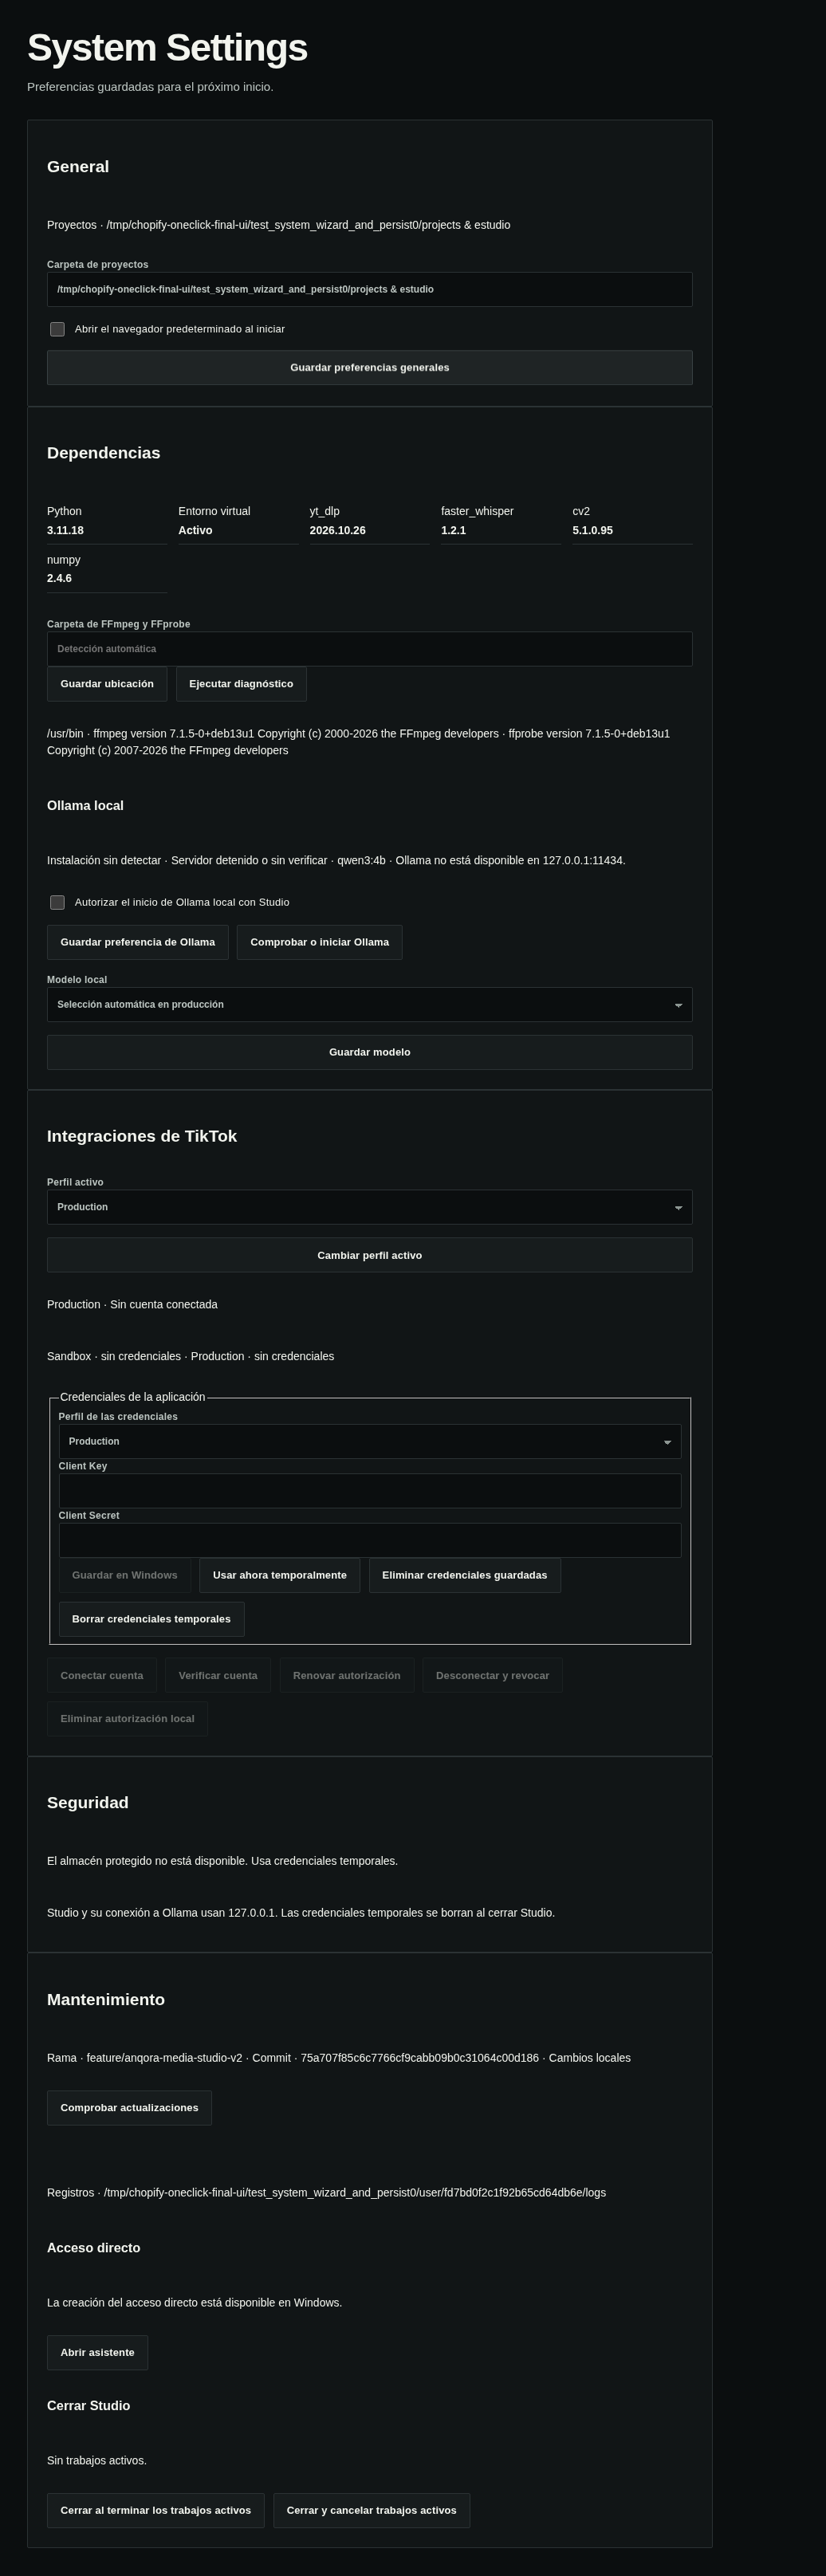 System Settings
Preferencias guardadas para el próximo inicio.
General
Proyectos · /tmp/chopify-oneclick-final-ui/test_system_wizard_and_persist0/projects & estudio
Carpeta de proyectos
/tmp/chopify-oneclick-final-ui/test_system_wizard_and_persist0/projects & estudio
Abrir el navegador predeterminado al iniciar
Guardar preferencias generales
Dependencias
Python Entorno virtual yt_dlp faster_whisper cv2
3.11.18 Activo 2026.10.26 1.2.1 5.1.0.95
numpy
2.4.6
Carpeta de FFmpeg y FFprobe
Detección automática
Guardar ubicación Ejecutar diagnóstico
/usr/bin · ffmpeg version 7.1.5-0+deb13u1 Copyright (c) 2000-2026 the FFmpeg developers · ffprobe version 7.1.5-0+deb13u1
Copyright (c) 2007-2026 the FFmpeg developers
Ollama local
Instalación sin detectar · Servidor detenido o sin verificar · qwen3:4b · Ollama no está disponible en 127.0.0.1:11434.
Autorizar el inicio de Ollama local con Studio
Guardar preferencia de Ollama Comprobar o iniciar Ollama
Modelo local
Selección automática en producción
Guardar modelo
Integraciones de TikTok
Perfil activo
Production
Cambiar perfil activo
Production · Sin cuenta conectada
Sandbox · sin credenciales · Production · sin credenciales
Credenciales de la aplicación
Perfil de las credenciales
Production
Client Key
Client Secret
Guardar en Windows Usar ahora temporalmente Eliminar credenciales guardadas
Borrar credenciales temporales
Conectar cuenta Verificar cuenta Renovar autorización Desconectar y revocar
Eliminar autorización local
Seguridad
El almacén protegido no está disponible. Usa credenciales temporales.
Studio y su conexión a Ollama usan 127.0.0.1. Las credenciales temporales se borran al cerrar Studio.
Mantenimiento
Rama · feature/anqora-media-studio-v2 · Commit · 75a707f85c6c7766cf9cabb09b0c31064c00d186 · Cambios locales
Comprobar actualizaciones
Registros · /tmp/chopify-oneclick-final-ui/test_system_wizard_and_persist0/user/fd7bd0f2c1f92b65cd64db6e/logs
Acceso directo
La creación del acceso directo está disponible en Windows.
Abrir asistente
Cerrar Studio
Sin trabajos activos.
Cerrar al terminar los trabajos activos Cerrar y cancelar trabajos activos